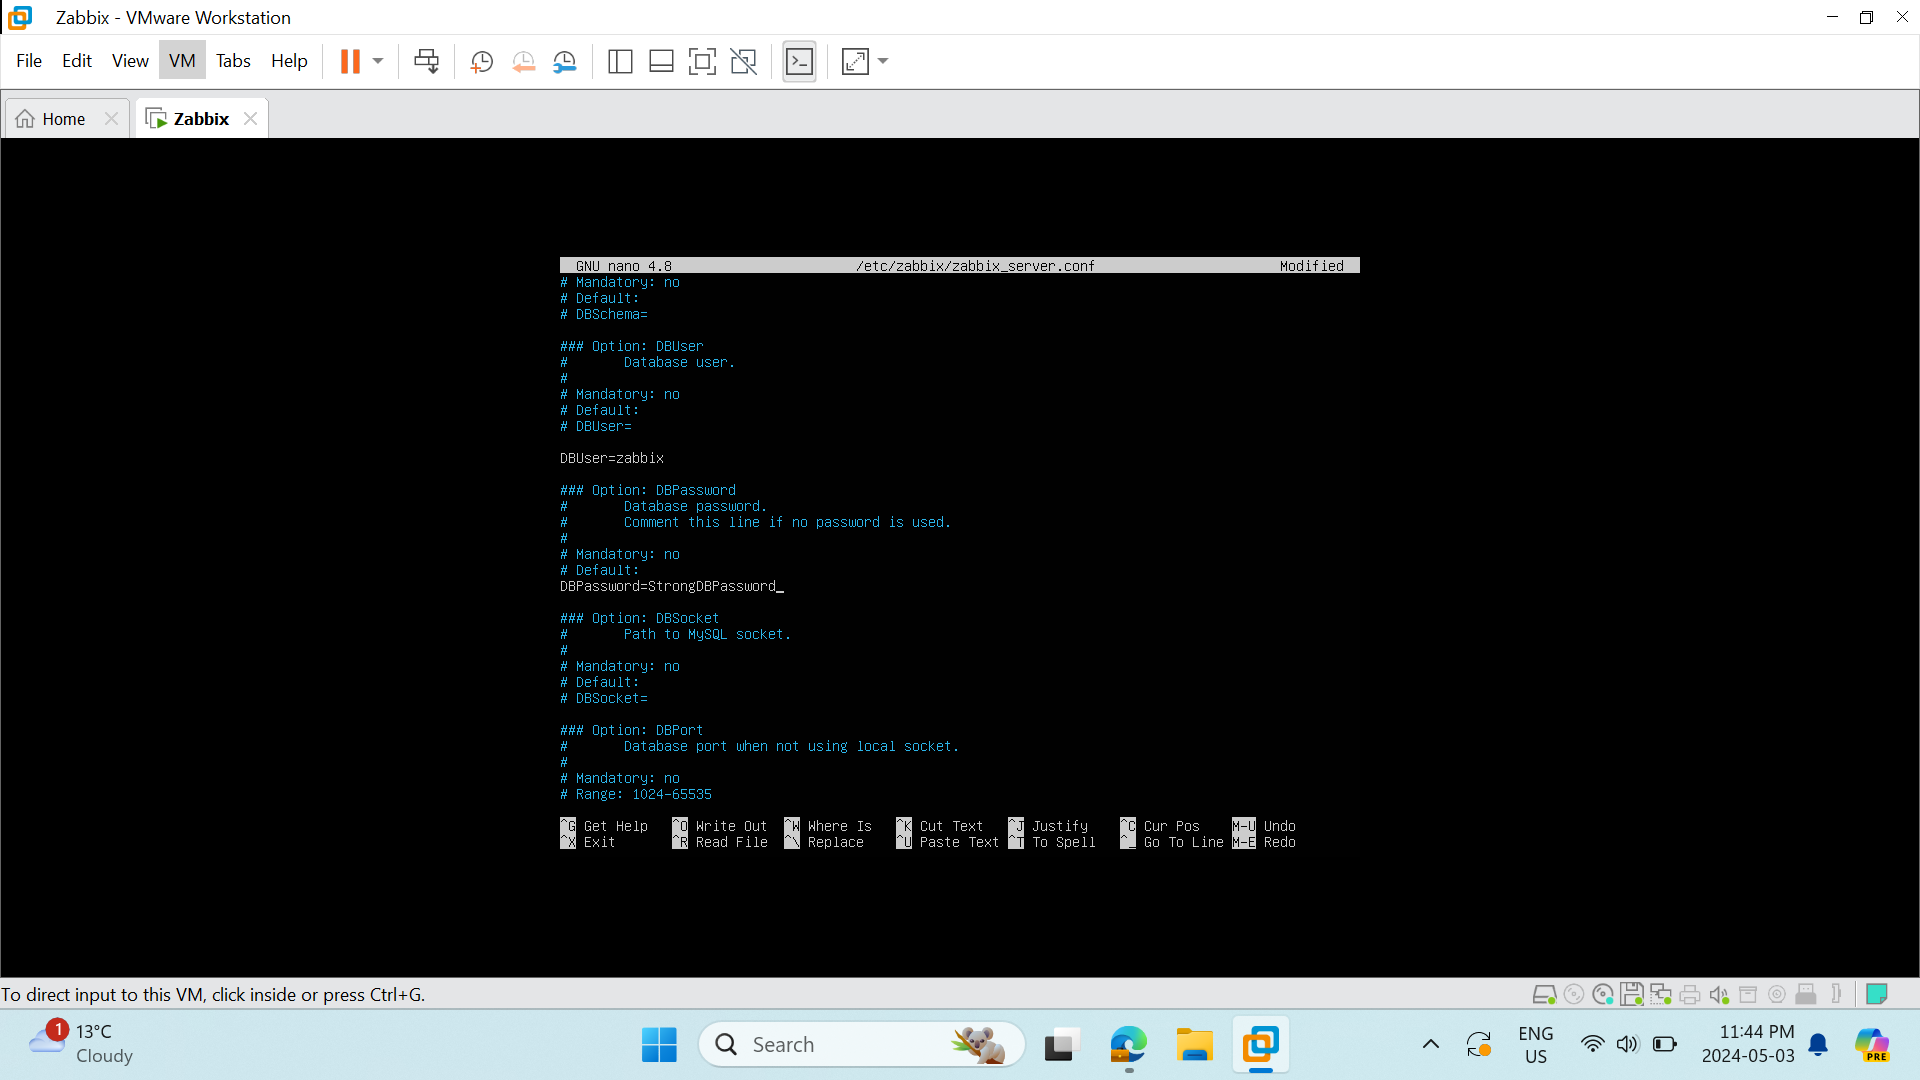 Zabbix - VMware Workstation
File Edit View VM Tabs Help
Home Zabbix
GNU nano 4.8 /etc/zabbix/zabbix_server.conf Modified
# Mandatory: no
# Default:
# DBSchema=
### Option: DBUser
# Database user.
#
# Mandatory: no
# Default:
# DBUser=
DBUser=zabbix
### Option: DBPassword
# Database password.
# Comment this line if no password is used.
#
# Mandatory: no
# Default:
DBPassword=StrongDBPassword_
### Option: DBSocket
# Path to MySQL socket.
#
# Mandatory: no
# Default:
# DBSocket=
### Option: DBPort
# Database port when not using local socket.
#
# Mandatory: no
# Range: 1024-65535
^G Get Help ^O Write Out ^W Where Is ^K Cut Text ^J Justify ^C Cur Pos M-U Undo
^X Exit ^R Read File ^\ Replace ^U Paste Text ^T To Spell ^_ Go To Line M-E Redo
To direct input to this VM, click inside or press Ctrl+G.
1 13°C
Cloudy
Search
ENG
US
11:44 PM
2024-05-03
PRE